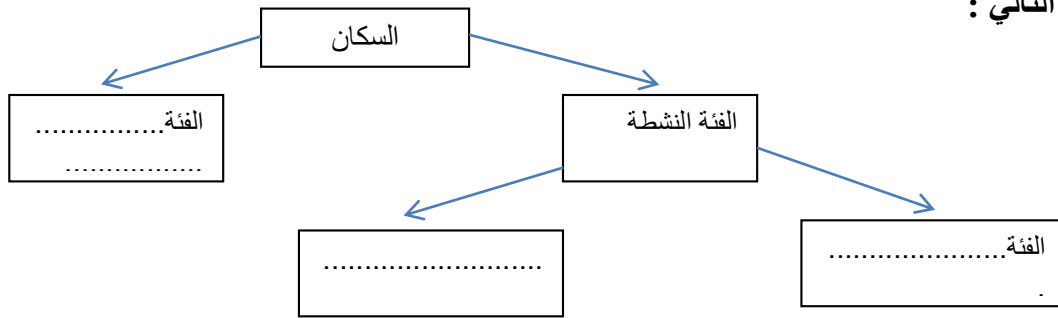 التالي :
السكان
الفئة النشطة
الفئة................
.................
الفئة.....................
.
...........................